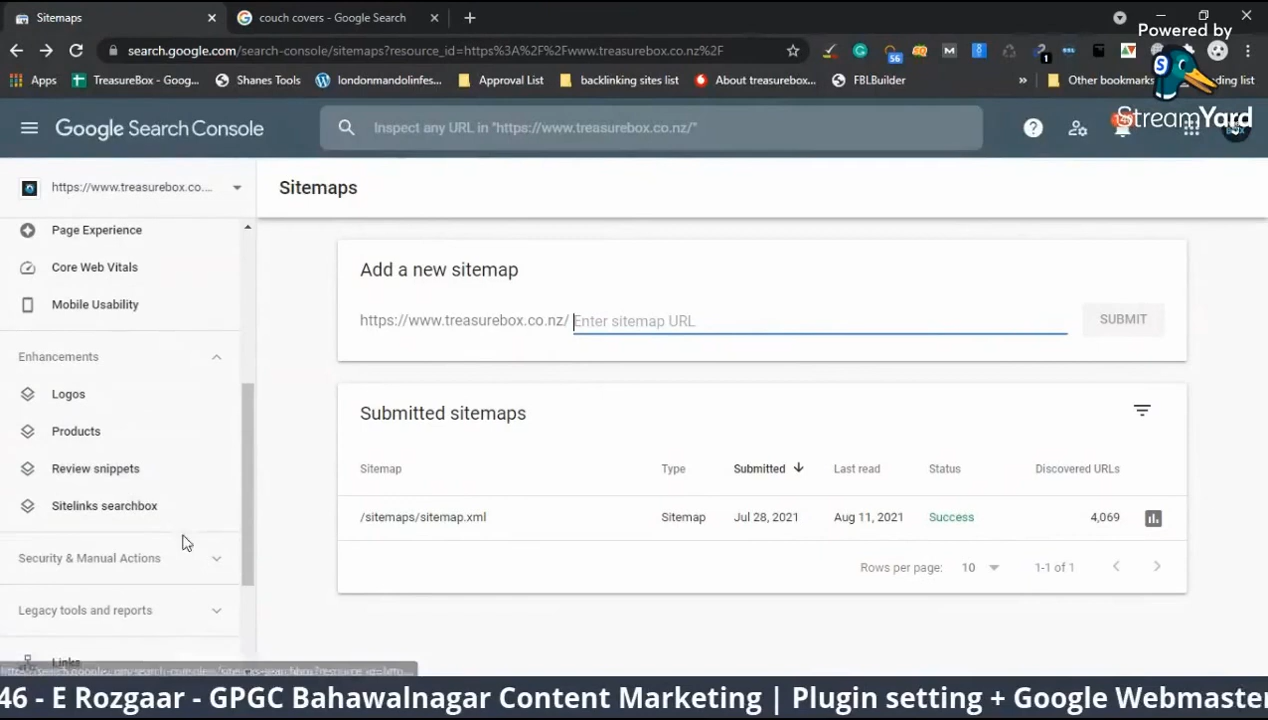 Sitemaps
couch covers - Google Search
Powered by
search.google.com/search-console/sitemaps?resource_id=https%3A%2F%2Fwww.treasurebox.co.nz%2F
56
1
Apps
TreasureBox - Goog...
Shanes Tools
londonmandolinfes...
Approval List
backlinking sites list
About treasurebox...
FBLBuilder
»
Other bookmarks
StreamYard
Google Search Console
Inspect any URL in "https://www.treasurebox.co.nz/"
https://www.treasurebox.co....
Sitemaps
Page Experience
Core Web Vitals
Mobile Usability
Enhancements
Logos
Products
Review snippets
Sitelinks searchbox
Security & Manual Actions
Legacy tools and reports
Links
Add a new sitemap
https://www.treasurebox.co.nz/ Enter sitemap URL
SUBMIT
Submitted sitemaps
Sitemap Type Submitted Last read Status Discovered URLs
/sitemaps/sitemap.xml Sitemap Jul 28, 2021 Aug 11, 2021 Success 4,069
Rows per page: 10 1-1 of 1
46 - E Rozgaar - GPGC Bahawalnagar Content Marketing | Plugin setting + Google Webmaster